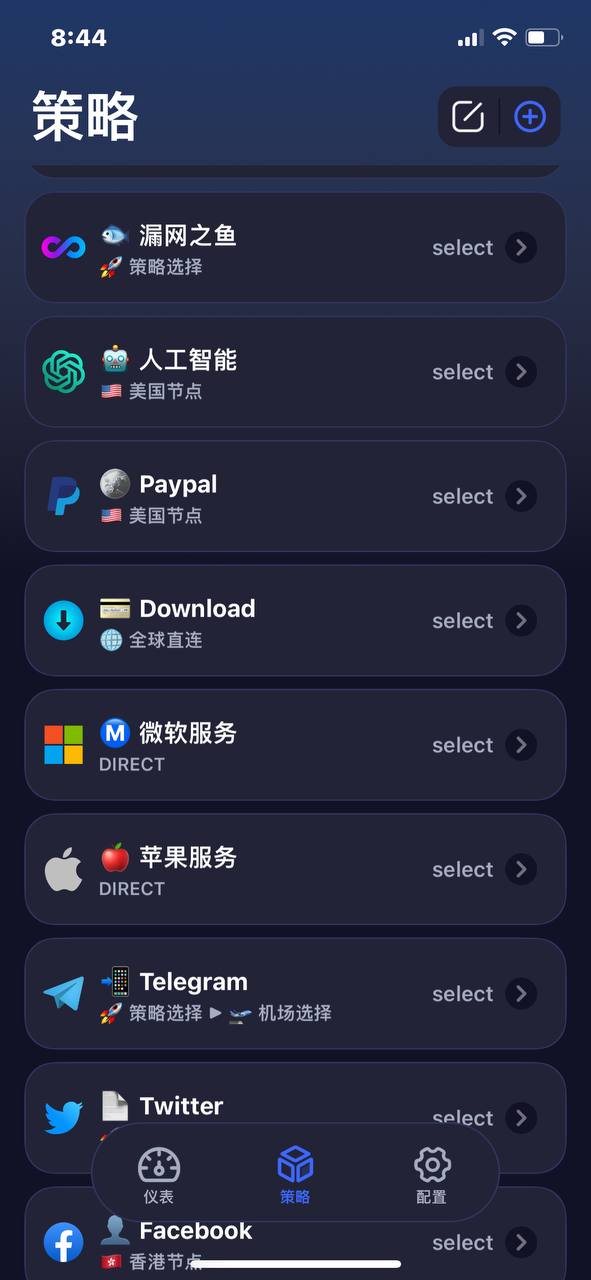 8:44
策略
漏网之鱼
策略选择
select
人工智能
美国节点
select
Paypal
美国节点
select
Download
全球直连
select
M 微软服务
DIRECT
select
苹果服务
DIRECT
select
Telegram
策略选择 ▶ 机场选择
select
Twitter
select
仪表
策略
配置
Facebook
香港节点
select